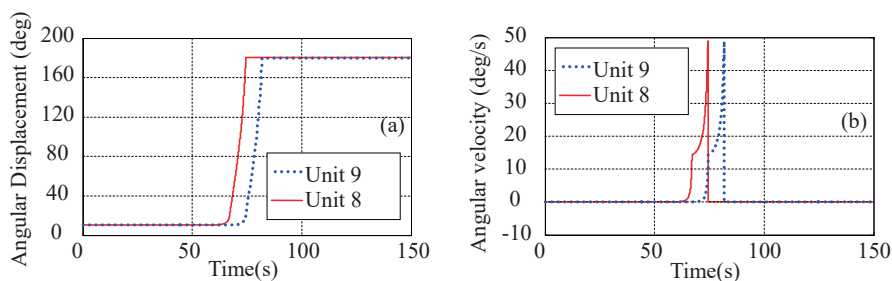 Angular Displacement (deg)
200
160
120
80
40
0
(a)
Unit 9
Unit 8
0
50
100
150
Time(s)
Angular velocity (deg/s)
50
40
30
20
10
0
-10
Unit 9
Unit 8
(b)
0
50
100
150
Time(s)